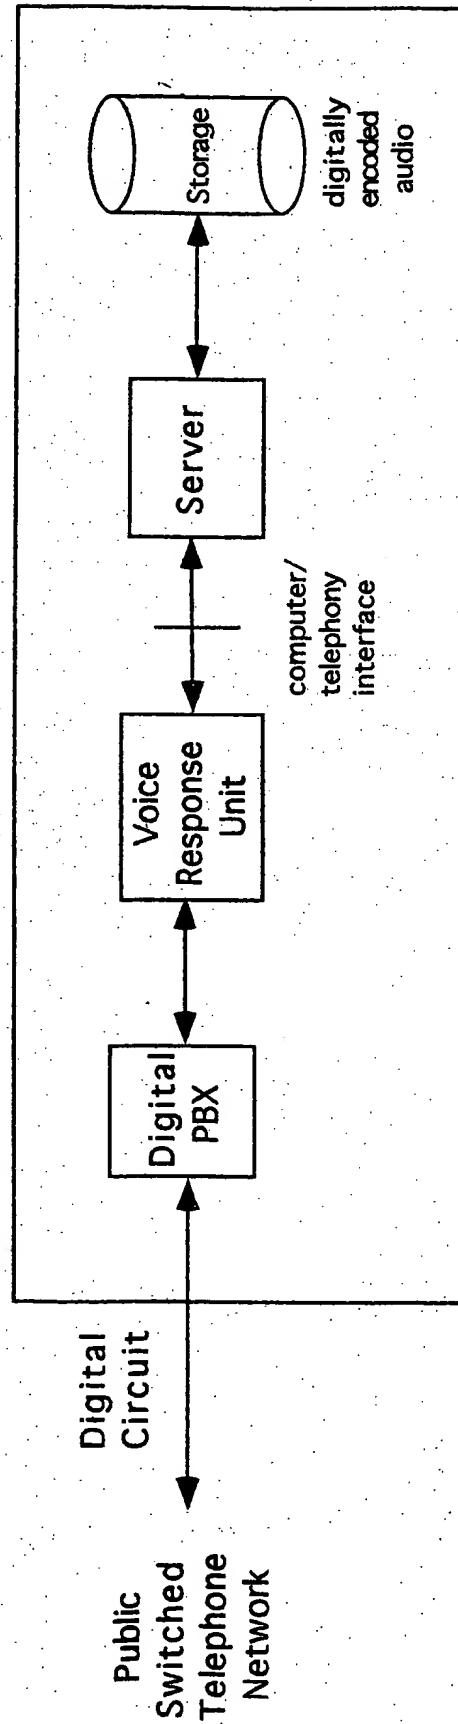 Public
Switched
Telephone
Network
Digital
Circuit
Digital
PBX
Voice
Response
Unit
computer/
telephony
interface
Server
Storage
digitally
encoded
audio